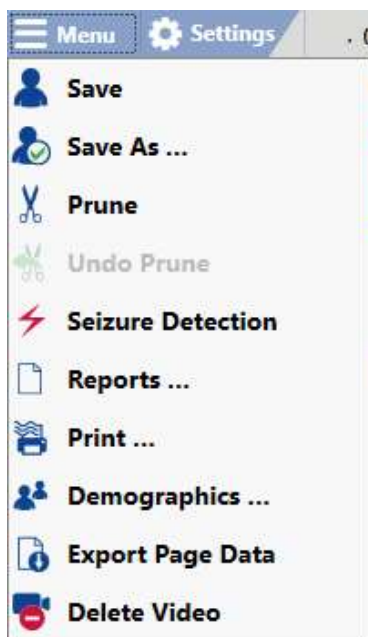 Menu Settings
Save
Save As ...
Prune
Undo Prune
Seizure Detection
Reports ...
Print ...
Demographics ...
Export Page Data
Delete Video